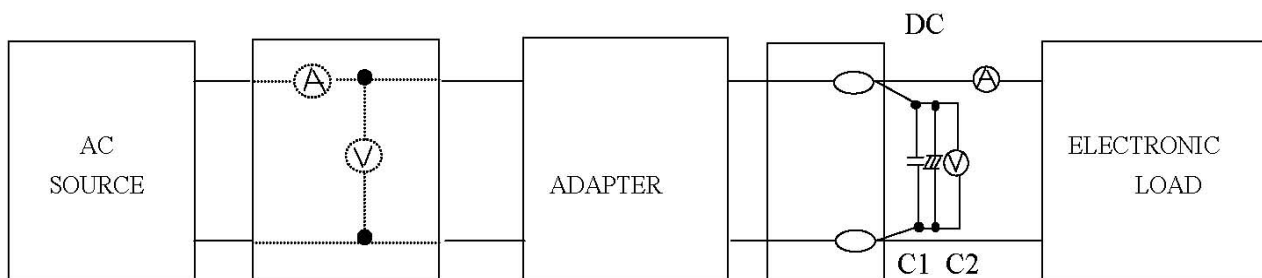 DC
A
A
V
V
AC
SOURCE
ADAPTER
ELECTRONIC
LOAD
C1 C2